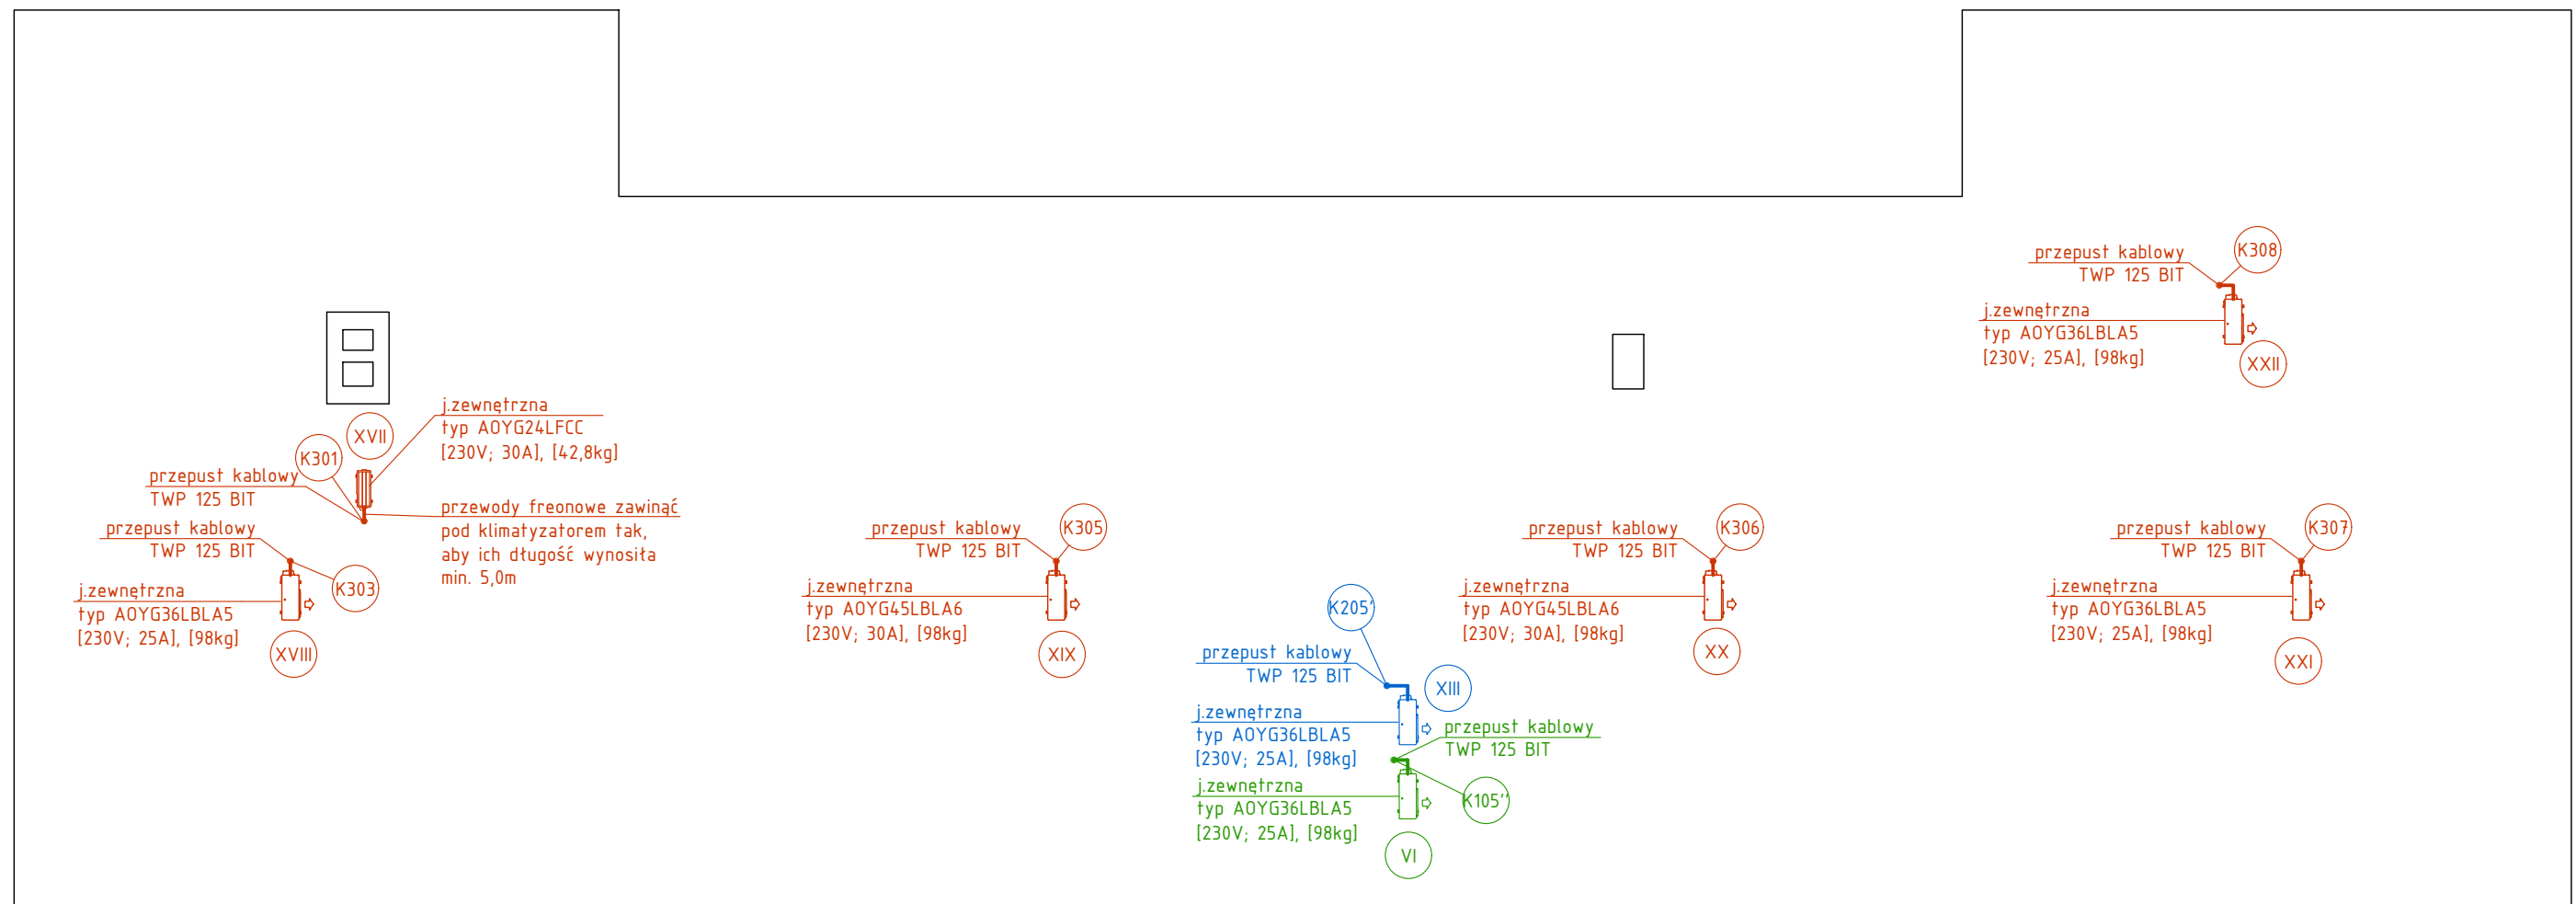 K308
przepust kablowy
TWP 125 BIT
j.zewnętrzna
typ AOYG36LBLA5
[230V; 25A], [98kg]
XXII
j.zewnętrzna
typ AOYG24LFCC
[230V; 30A], [42,8kg]
XVII
K301
przepust kablowy
TWP 125 BIT
przewody freonowe zawinąć
pod klimatyzatorem tak,
aby ich długość wynosiła
min. 5,0m
przepust kablowy
TWP 125 BIT
K303
j.zewnętrzna
typ AOYG36LBLA5
[230V; 25A], [98kg]
XVIII
przepust kablowy
TWP 125 BIT
K305
j.zewnętrzna
typ AOYG45LBLA6
[230V; 30A], [98kg]
XIX
przepust kablowy
TWP 125 BIT
K306
j.zewnętrzna
typ AOYG45LBLA6
[230V; 30A], [98kg]
XX
przepust kablowy
TWP 125 BIT
K307
j.zewnętrzna
typ AOYG36LBLA5
[230V; 25A], [98kg]
XXI
K205'
przepust kablowy
TWP 125 BIT
XIII
j.zewnętrzna
typ AOYG36LBLA5
[230V; 25A], [98kg]
przepust kablowy
TWP 125 BIT
j.zewnętrzna
typ AOYG36LBLA5
[230V; 25A], [98kg]
K105''
VI